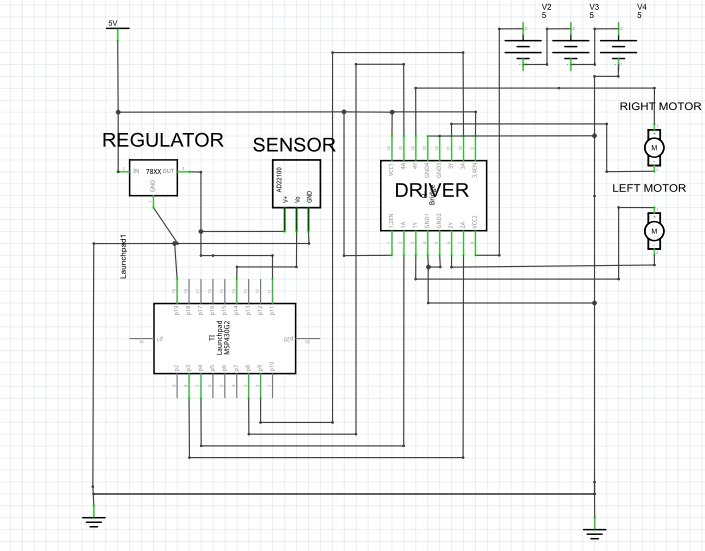 V2
5
V3
5
V4
5
5V
RIGHT MOTOR
M
REGULATOR
SENSOR
IN 78XX OUT
GND
AD22100
V+
Vo
GND
DRIVER
VCC1
4A
4Y
GND4
GND3
3Y
3A
3,4EN
1,2EN
1A
1Y
GND1
GND2
2Y
2A
VCC2
LEFT MOTOR
M
Launchpad1
p19
p18
p17
p16
p15
p14
p13
p12
p11
p1
TI
Launchpad
MSP430G2
p20
p2
p3
p4
p5
p6
p7
p8
p9
p10